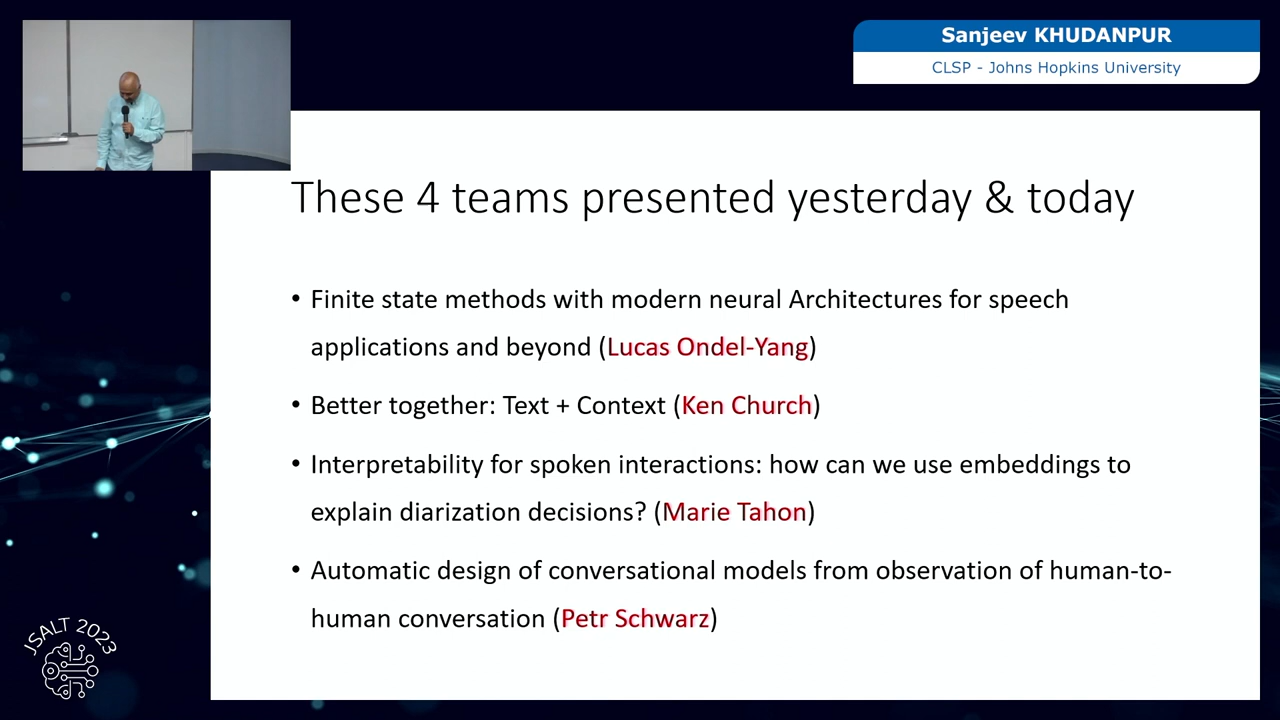 Sanjeev KHUDANPUR
CLSP - Johns Hopkins University
These 4 teams presented yesterday & today
• Finite state methods with modern neural Architectures for speech
applications and beyond (Lucas Ondel-Yang)
• Better together: Text + Context (Ken Church)
• Interpretability for spoken interactions: how can we use embeddings to
explain diarization decisions? (Marie Tahon)
• Automatic design of conversational models from observation of human-to-
human conversation (Petr Schwarz)
JSALT 2023